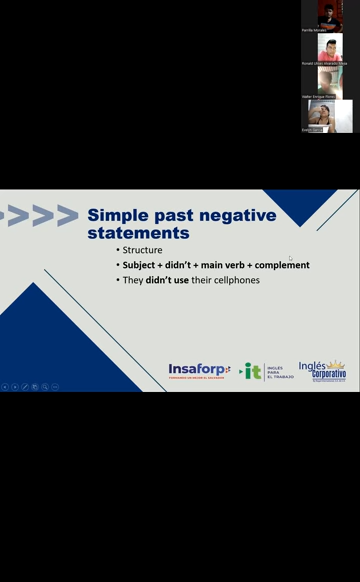 Simple past negative
statements
• Structure
• Subject + didn't + main verb + complement
• They didn't use their cellphones
Insaforp
it
INGLÉS
PARA
EL TRABAJO
Inglés
Corporativo